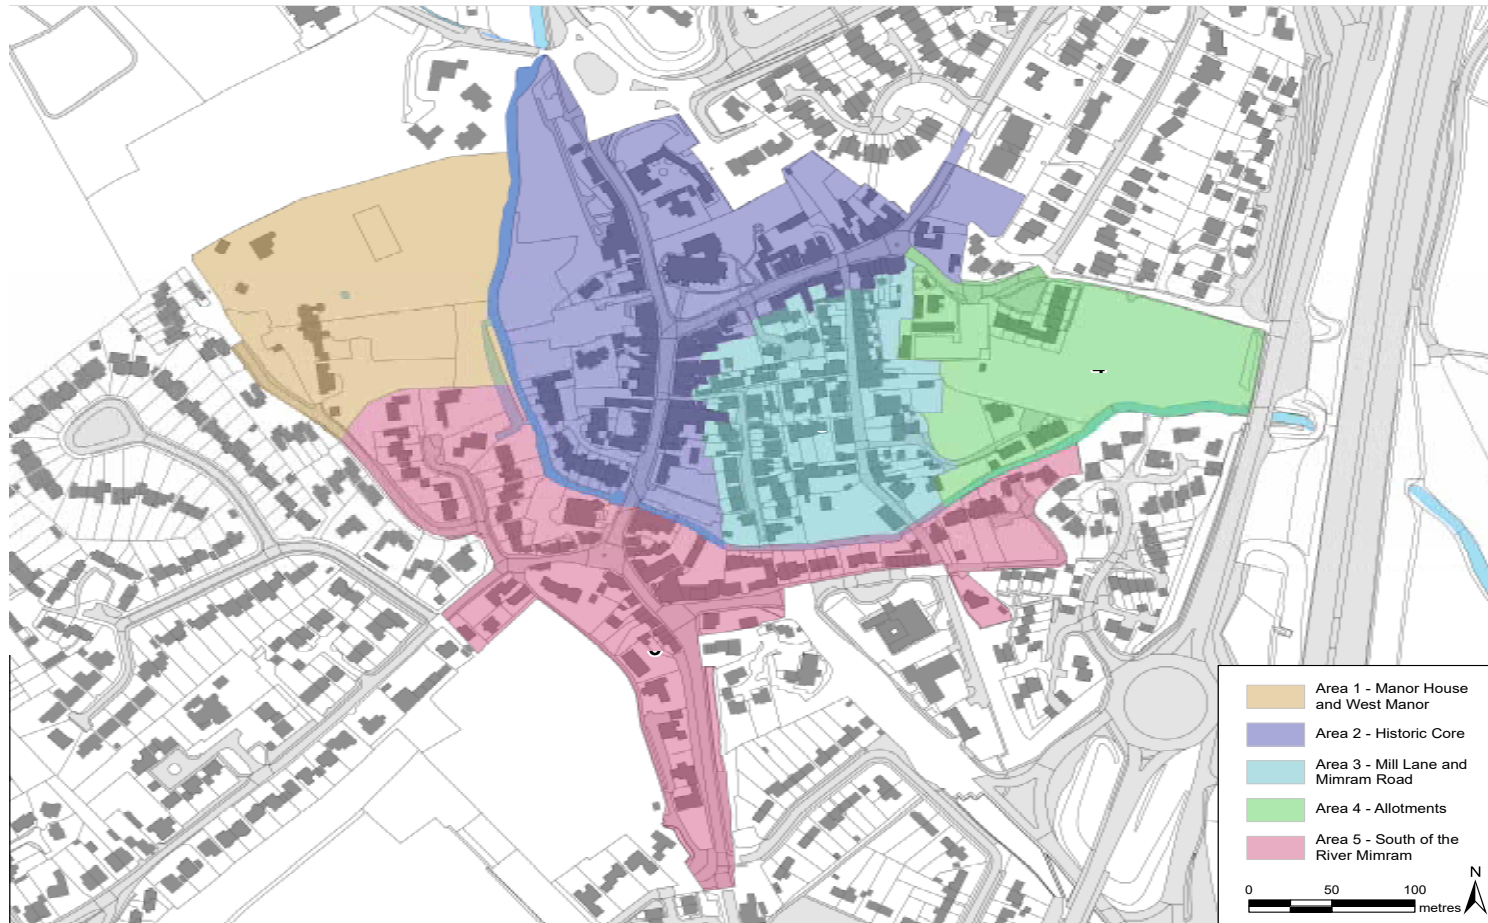 Area 1 - Manor House
and West Manor
Area 2 - Historic Core
Area 3 - Mill Lane and
Mimram Road
Area 4 - Allotments
Area 5 - South of the
River Mimram
N
0 50 100
metres